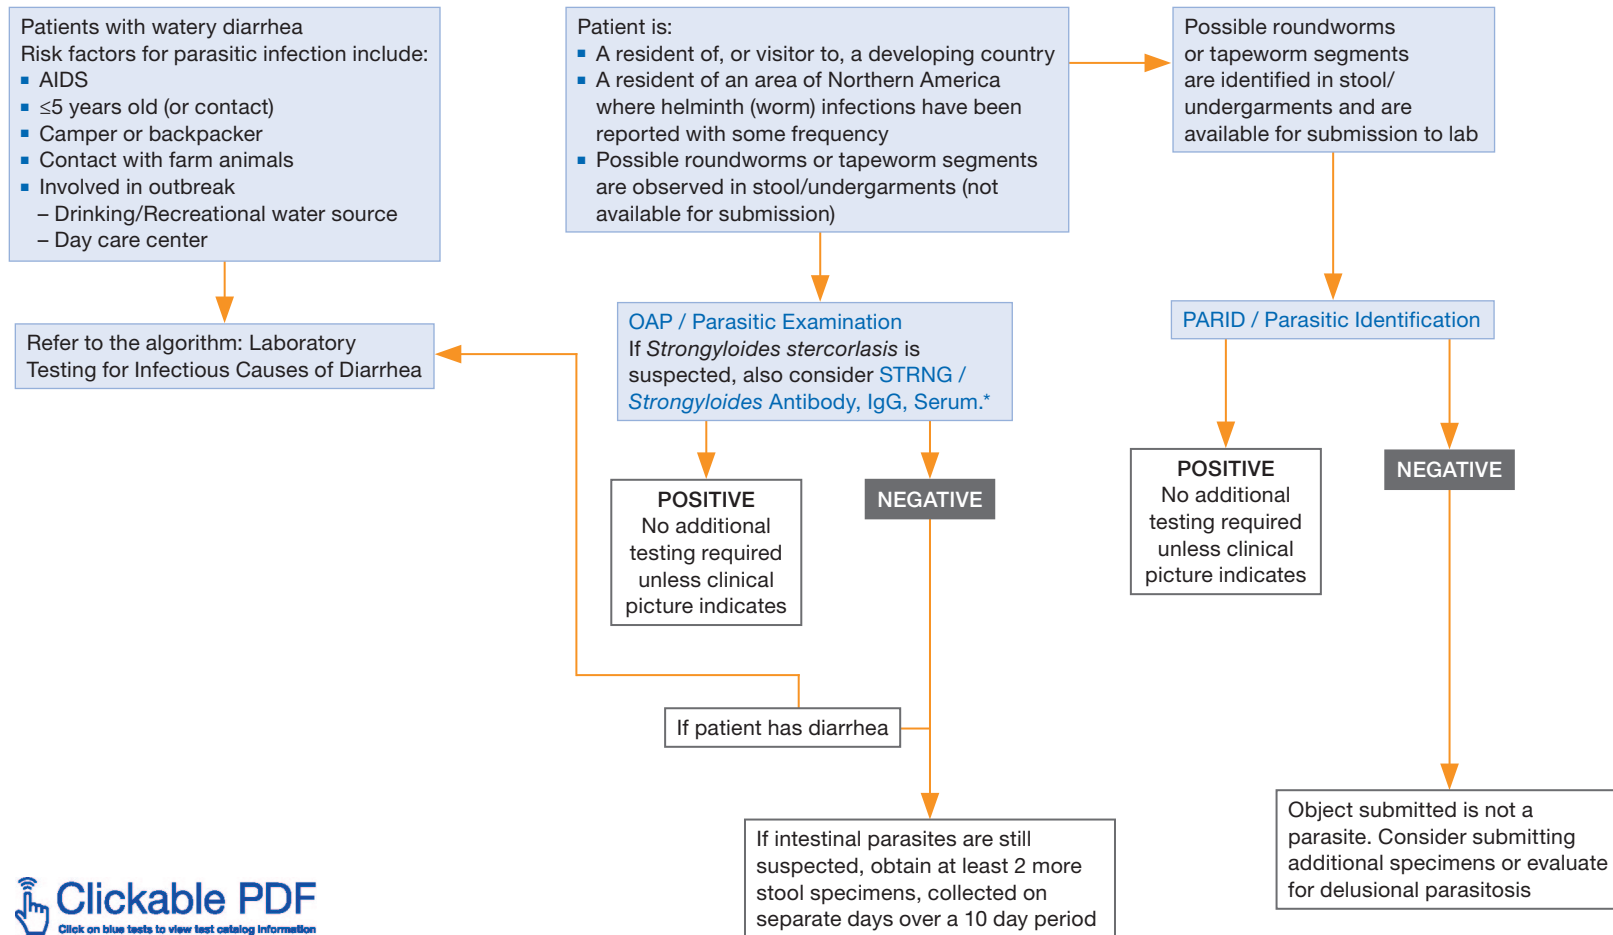 Patients with watery diarrhea
Risk factors for parasitic infection include:
▪ AIDS
▪ ≤5 years old (or contact)
▪ Camper or backpacker
▪ Contact with farm animals
▪ Involved in outbreak
– Drinking/Recreational water source
– Day care center
Patient is:
▪ A resident of, or visitor to, a developing country
▪ A resident of an area of Northern America
where helminth (worm) infections have been
reported with some frequency
▪ Possible roundworms or tapeworm segments
are observed in stool/undergarments (not
available for submission)
Possible roundworms
or tapeworm segments
are identified in stool/
undergarments and are
available for submission to lab
Refer to the algorithm: Laboratory
Testing for Infectious Causes of Diarrhea
OAP / Parasitic Examination
If Strongyloides stercorlasis is
suspected, also consider STRNG /
Strongyloides Antibody, IgG, Serum.*
PARID / Parasitic Identification
POSITIVE
No additional
testing required
unless clinical
picture indicates
NEGATIVE
POSITIVE
No additional
testing required
unless clinical
picture indicates
NEGATIVE
If patient has diarrhea
If intestinal parasites are still
suspected, obtain at least 2 more
stool specimens, collected on
separate days over a 10 day period
Object submitted is not a
parasite. Consider submitting
additional specimens or evaluate
for delusional parasitosis
Clickable PDF
Click on blue tests to view test catalog information